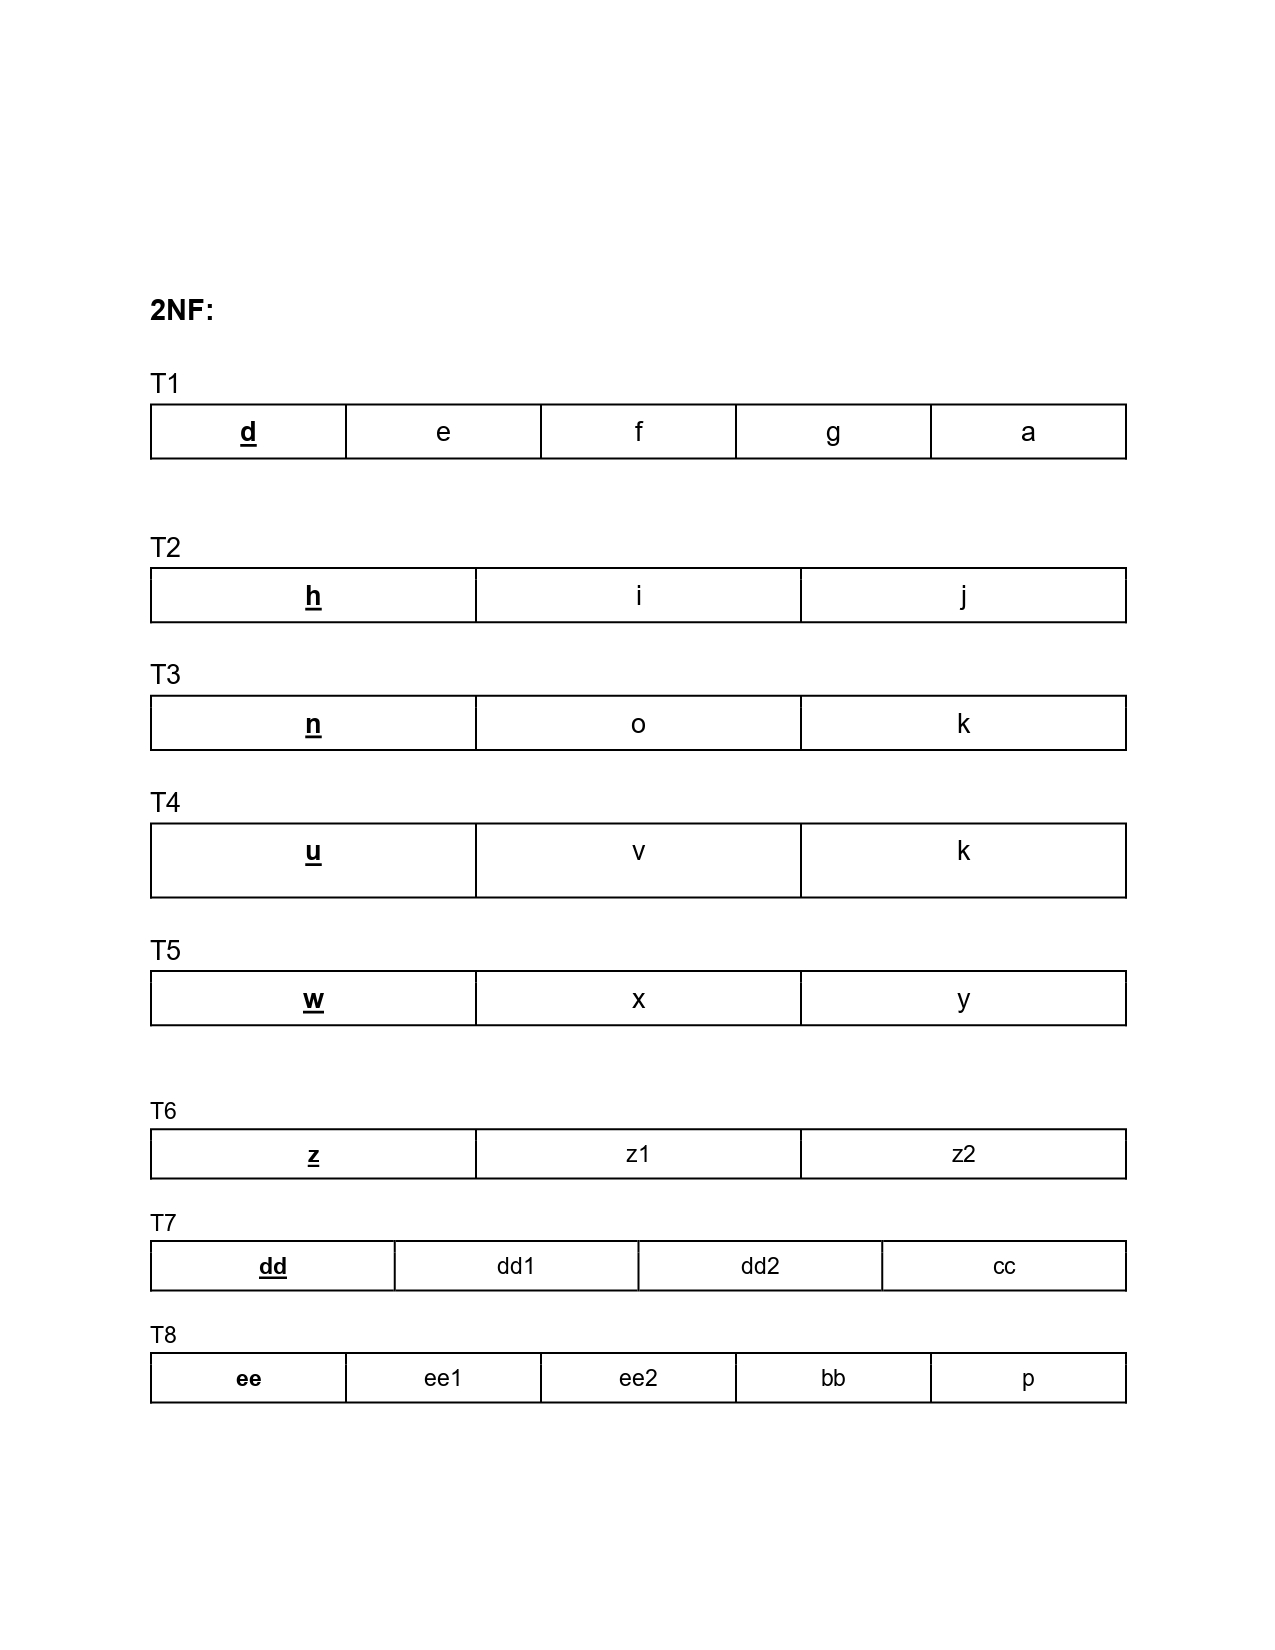 2NF:
T1
d e f g a
T2
h i j
T3
n o k
T4
u v k
T5
w x y
T6
z z1 z2
T7
dd dd1 dd2 cc
T8
ee ee1 ee2 bb p